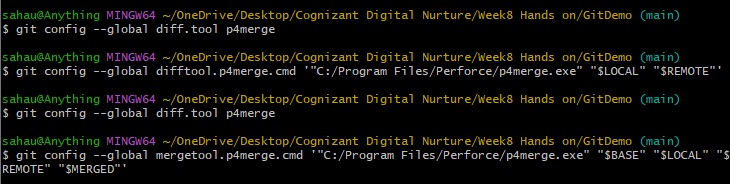 sahau@Anything MINGW64 ~/OneDrive/Desktop/Cognizant Digital Nurture/Week8 Hands on/GitDemo (main)
$ git config --global diff.tool p4merge
sahau@Anything MINGW64 ~/OneDrive/Desktop/Cognizant Digital Nurture/Week8 Hands on/GitDemo (main)
$ git config --global difftool.p4merge.cmd '"C:/Program Files/Perforce/p4merge.exe" "$LOCAL" "$REMOTE"'
sahau@Anything MINGW64 ~/OneDrive/Desktop/Cognizant Digital Nurture/Week8 Hands on/GitDemo (main)
$ git config --global diff.tool p4merge
sahau@Anything MINGW64 ~/OneDrive/Desktop/Cognizant Digital Nurture/Week8 Hands on/GitDemo (main)
$ git config --global mergetool.p4merge.cmd '"C:/Program Files/Perforce/p4merge.exe" "$BASE" "$LOCAL" "$
REMOTE" "$MERGED"'